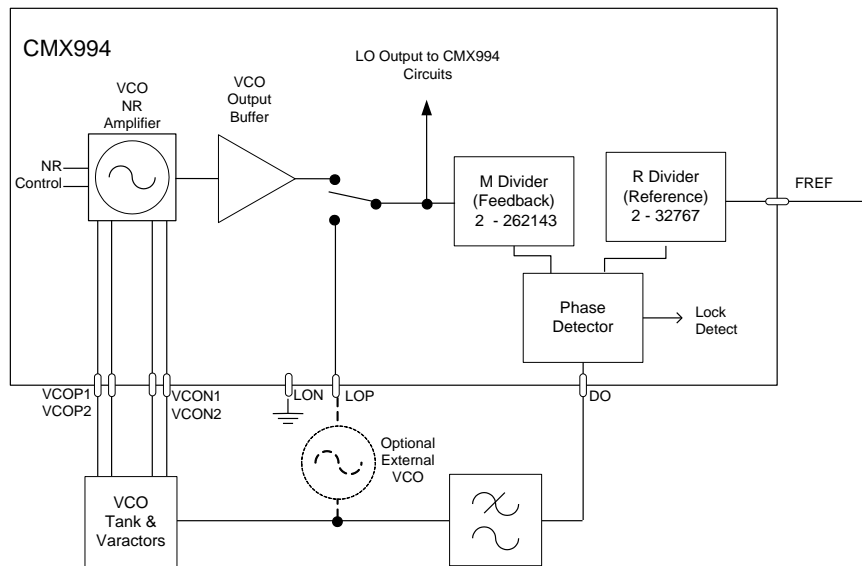 CMX994
LO Output to CMX994
Circuits
VCO
NR
Amplifier
VCO
Output
Buffer
NR
Control
M Divider
(Feedback)
2 - 262143
R Divider
(Reference)
2 - 32767
FREF
Phase
Detector
Lock
Detect
VCOP1
VCOP2
VCON1
VCON2
LON
LOP
DO
Optional
External
VCO
VCO
Tank &
Varactors